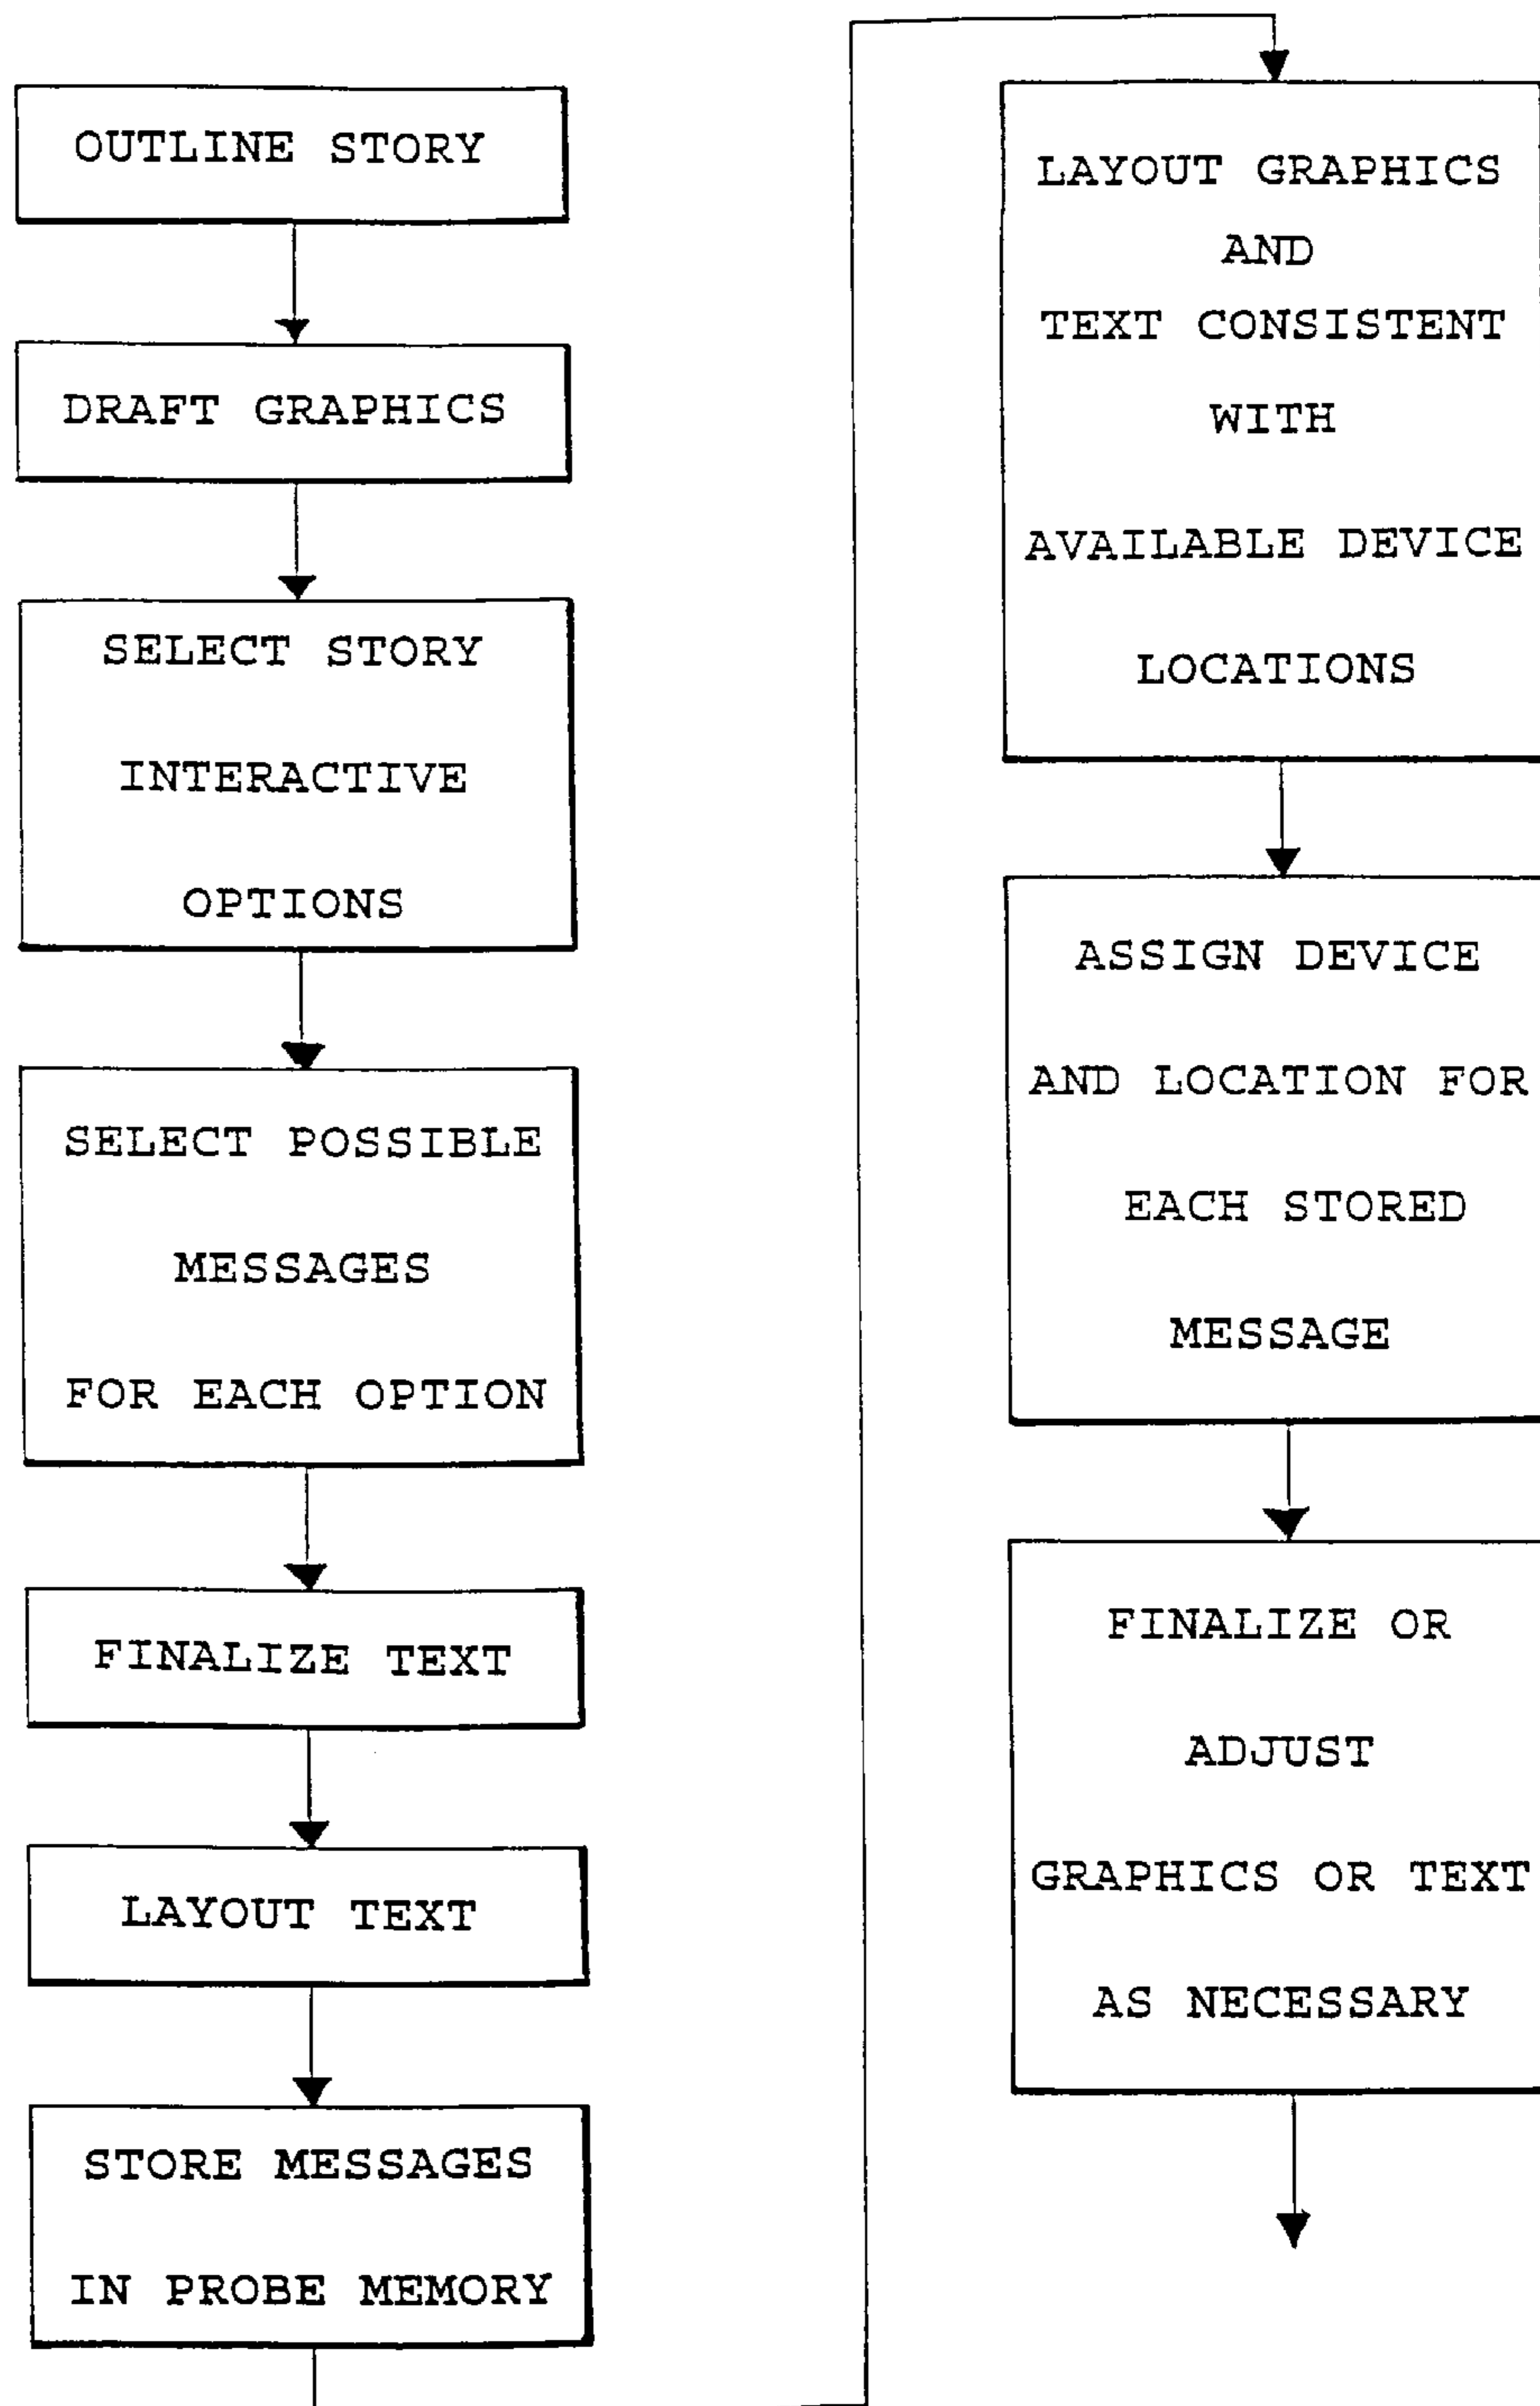 OUTLINE STORY
DRAFT GRAPHICS
SELECT STORY
INTERACTIVE
OPTIONS
SELECT POSSIBLE
MESSAGES
FOR EACH OPTION
FINALIZE TEXT
LAYOUT TEXT
STORE MESSAGES
IN PROBE MEMORY
LAYOUT GRAPHICS
AND
TEXT CONSISTENT
WITH
AVAILABLE DEVICE
LOCATIONS
ASSIGN DEVICE
AND LOCATION FOR
EACH STORED
MESSAGE
FINALIZE OR
ADJUST
GRAPHICS OR TEXT
AS NECESSARY